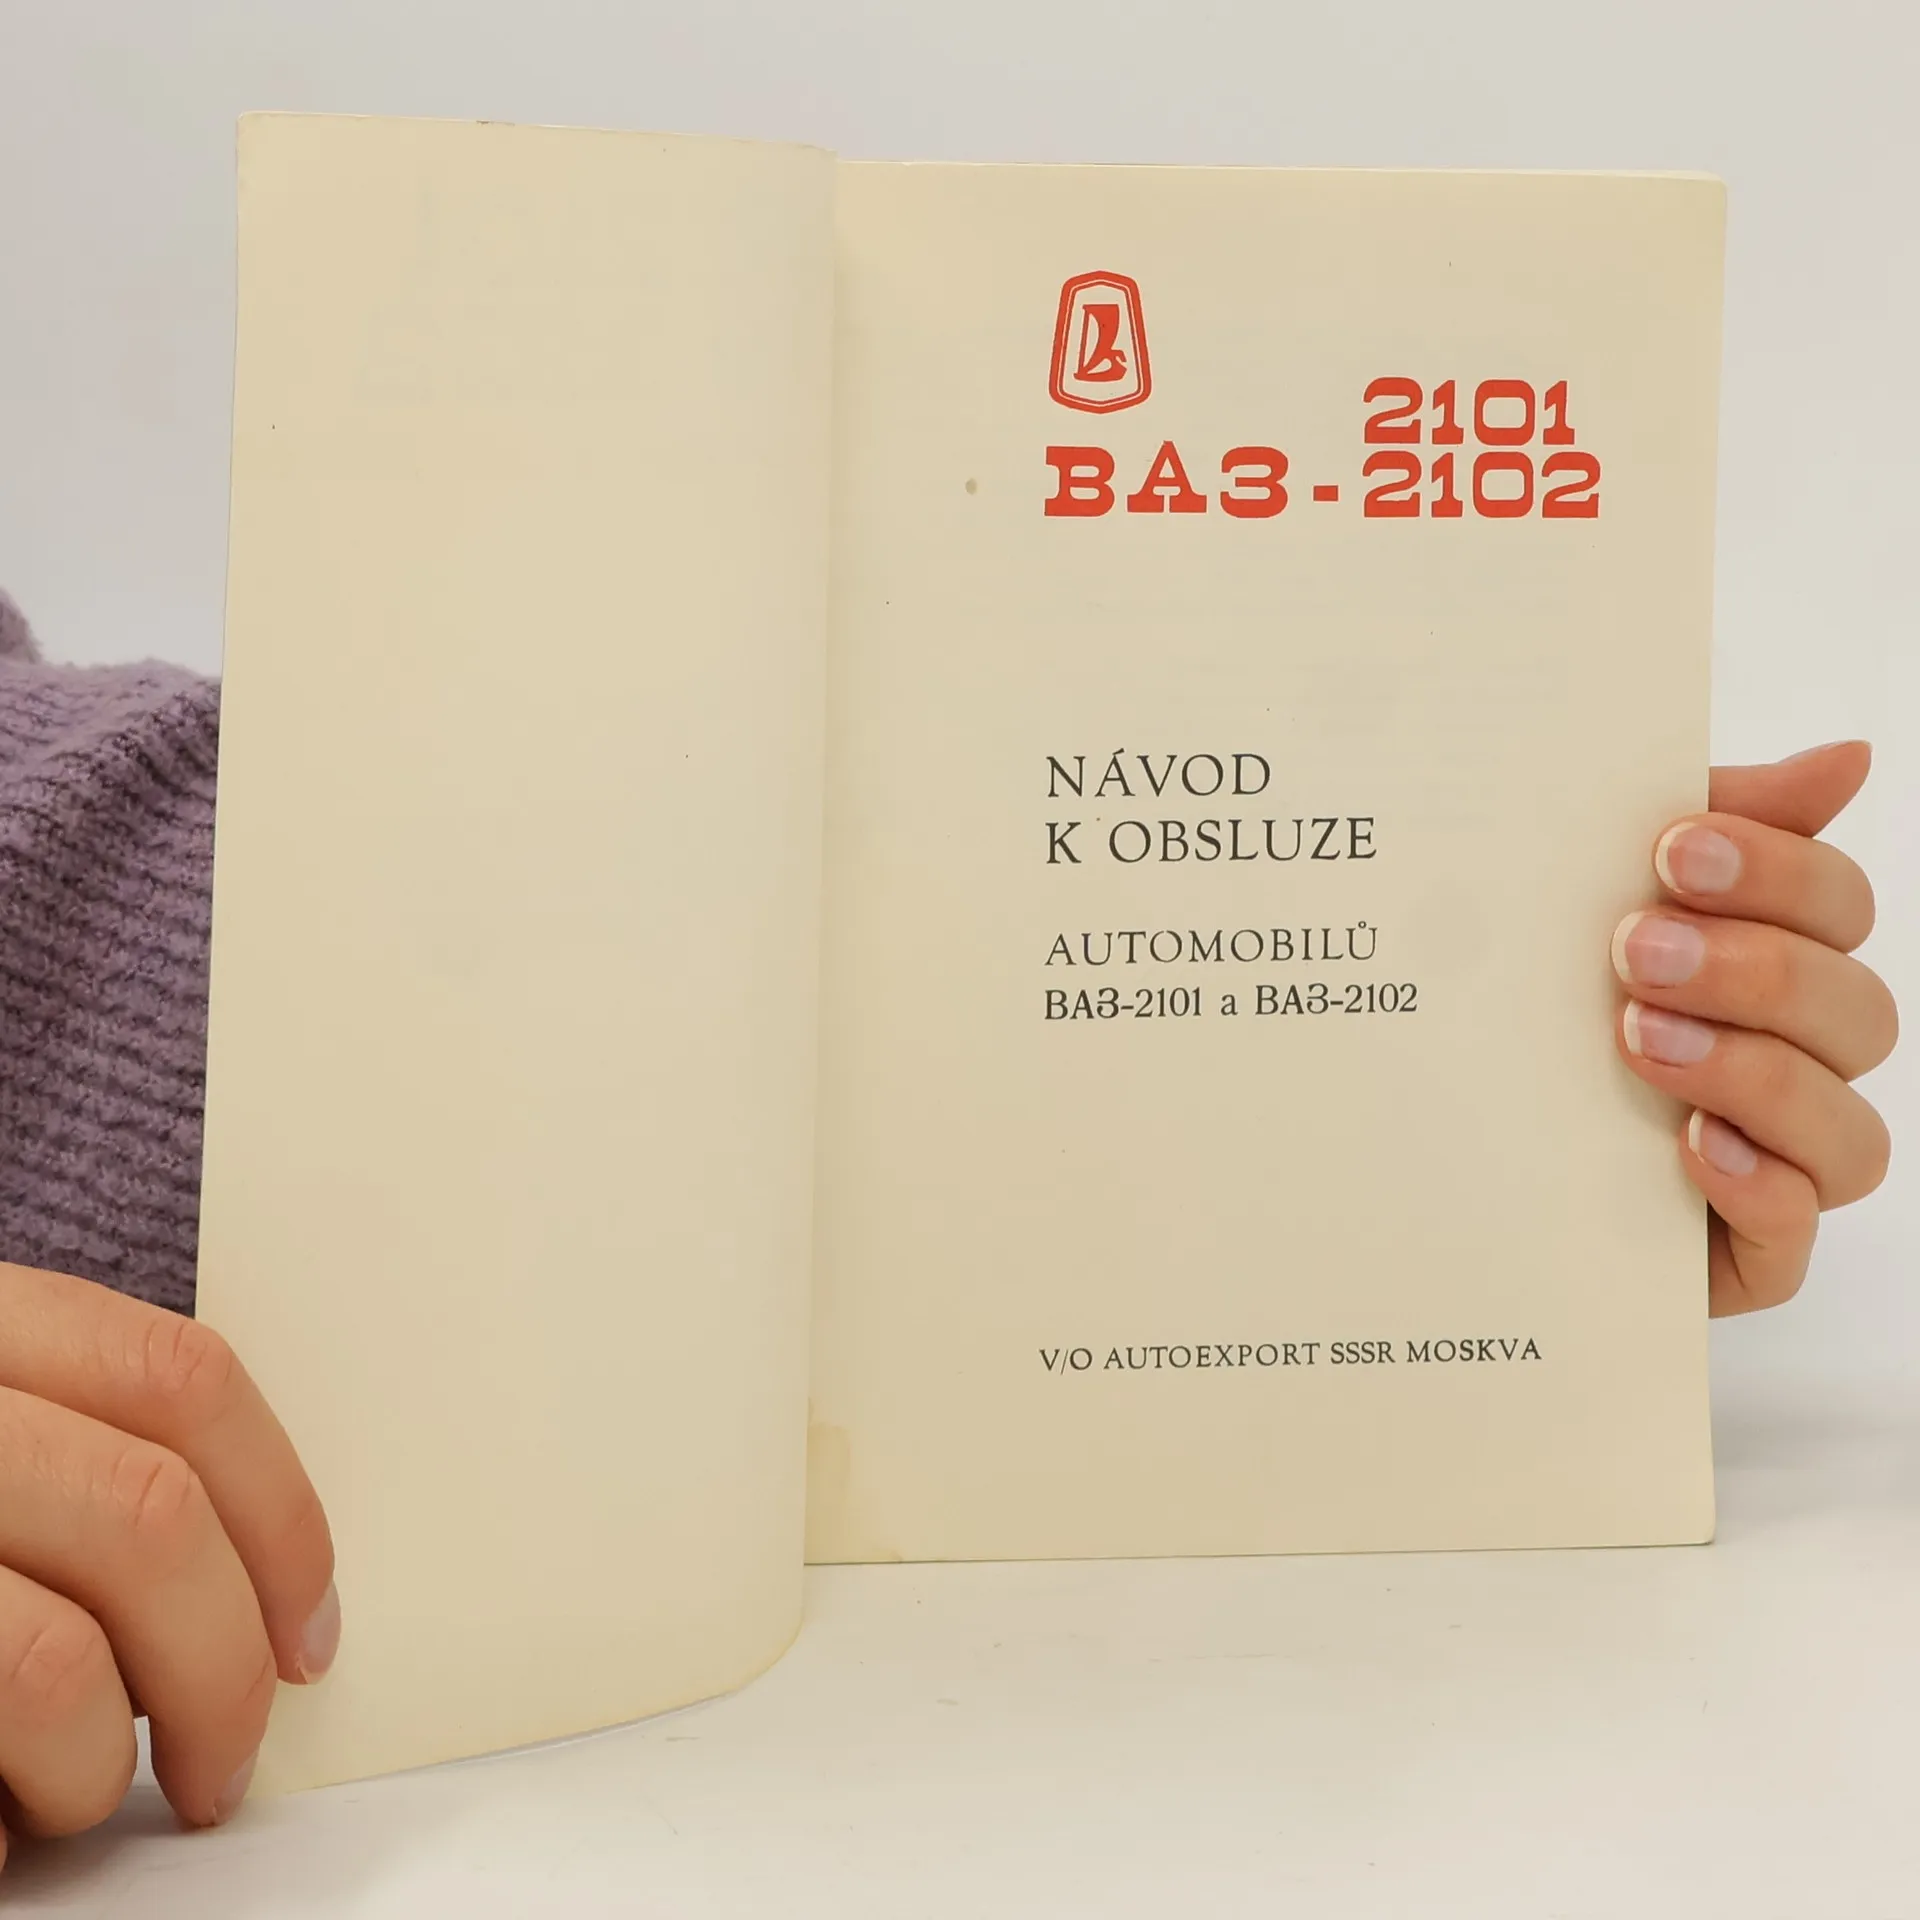 2101
ВАЗ-2102
NÁVOD
K OBSLUZE
AUTOMOBILŮ
ВАЗ-2101 a ВАЗ-2102
V/O AUTOEXPORT SSSR MOSKVA